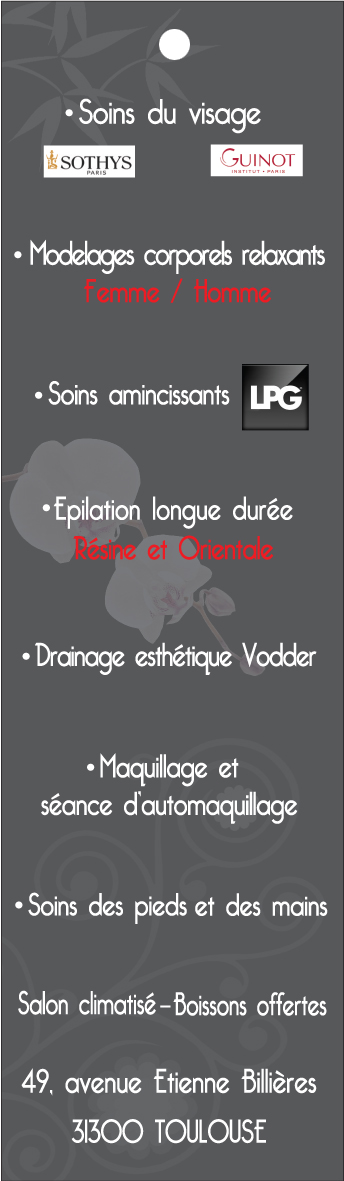 • Soins du visage
SOTHYS GUINOT
PARIS INSTITUT • PARIS
• Modelages corporels relaxants
Femme / Homme
• Soins amincissants LPG
• Epilation longue durée
Résine et Orientale
• Drainage esthétique Vodder
• Maquillage et
séance d'automaquillage
• Soins des pieds et des mains
Salon climatisé – Boissons offertes
49, avenue Etienne Billières
31300 TOULOUSE